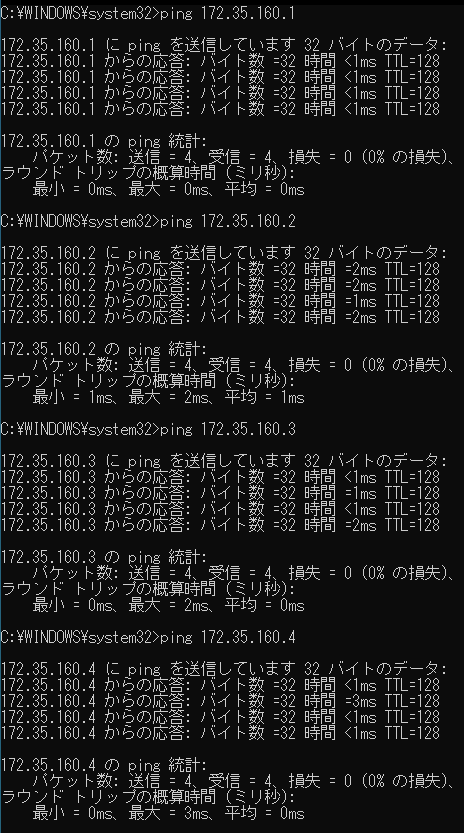 C:¥WINDOWS¥system32>ping 172.35.160.1
172.35.160.1 に ping を送信しています 32 バイトのデータ:
172.35.160.1 からの応答: バイト数 =32 時間 <1ms TTL=128
172.35.160.1 からの応答: バイト数 =32 時間 <1ms TTL=128
172.35.160.1 からの応答: バイト数 =32 時間 <1ms TTL=128
172.35.160.1 からの応答: バイト数 =32 時間 <1ms TTL=128
172.35.160.1 の ping 統計:
パケット数: 送信 = 4、受信 = 4、損失 = 0 (0% の損失)、
ラウンド トリップの概算時間 (ミリ秒):
最小 = 0ms、最大 = 0ms、平均 = 0ms
C:¥WINDOWS¥system32>ping 172.35.160.2
172.35.160.2 に ping を送信しています 32 バイトのデータ:
172.35.160.2 からの応答: バイト数 =32 時間 =2ms TTL=128
172.35.160.2 からの応答: バイト数 =32 時間 =2ms TTL=128
172.35.160.2 からの応答: バイト数 =32 時間 =1ms TTL=128
172.35.160.2 からの応答: バイト数 =32 時間 =2ms TTL=128
172.35.160.2 の ping 統計:
パケット数: 送信 = 4、受信 = 4、損失 = 0 (0% の損失)、
ラウンド トリップの概算時間 (ミリ秒):
最小 = 1ms、最大 = 2ms、平均 = 1ms
C:¥WINDOWS¥system32>ping 172.35.160.3
172.35.160.3 に ping を送信しています 32 バイトのデータ:
172.35.160.3 からの応答: バイト数 =32 時間 <1ms TTL=128
172.35.160.3 からの応答: バイト数 =32 時間 =1ms TTL=128
172.35.160.3 からの応答: バイト数 =32 時間 <1ms TTL=128
172.35.160.3 からの応答: バイト数 =32 時間 =2ms TTL=128
172.35.160.3 の ping 統計:
パケット数: 送信 = 4、受信 = 4、損失 = 0 (0% の損失)、
ラウンド トリップの概算時間 (ミリ秒):
最小 = 0ms、最大 = 2ms、平均 = 0ms
C:¥WINDOWS¥system32>ping 172.35.160.4
172.35.160.4 に ping を送信しています 32 バイトのデータ:
172.35.160.4 からの応答: バイト数 =32 時間 <1ms TTL=128
172.35.160.4 からの応答: バイト数 =32 時間 =3ms TTL=128
172.35.160.4 からの応答: バイト数 =32 時間 <1ms TTL=128
172.35.160.4 からの応答: バイト数 =32 時間 <1ms TTL=128
172.35.160.4 の ping 統計:
パケット数: 送信 = 4、受信 = 4、損失 = 0 (0% の損失)、
ラウンド トリップの概算時間 (ミリ秒):
最小 = 0ms、最大 = 3ms、平均 = 0ms